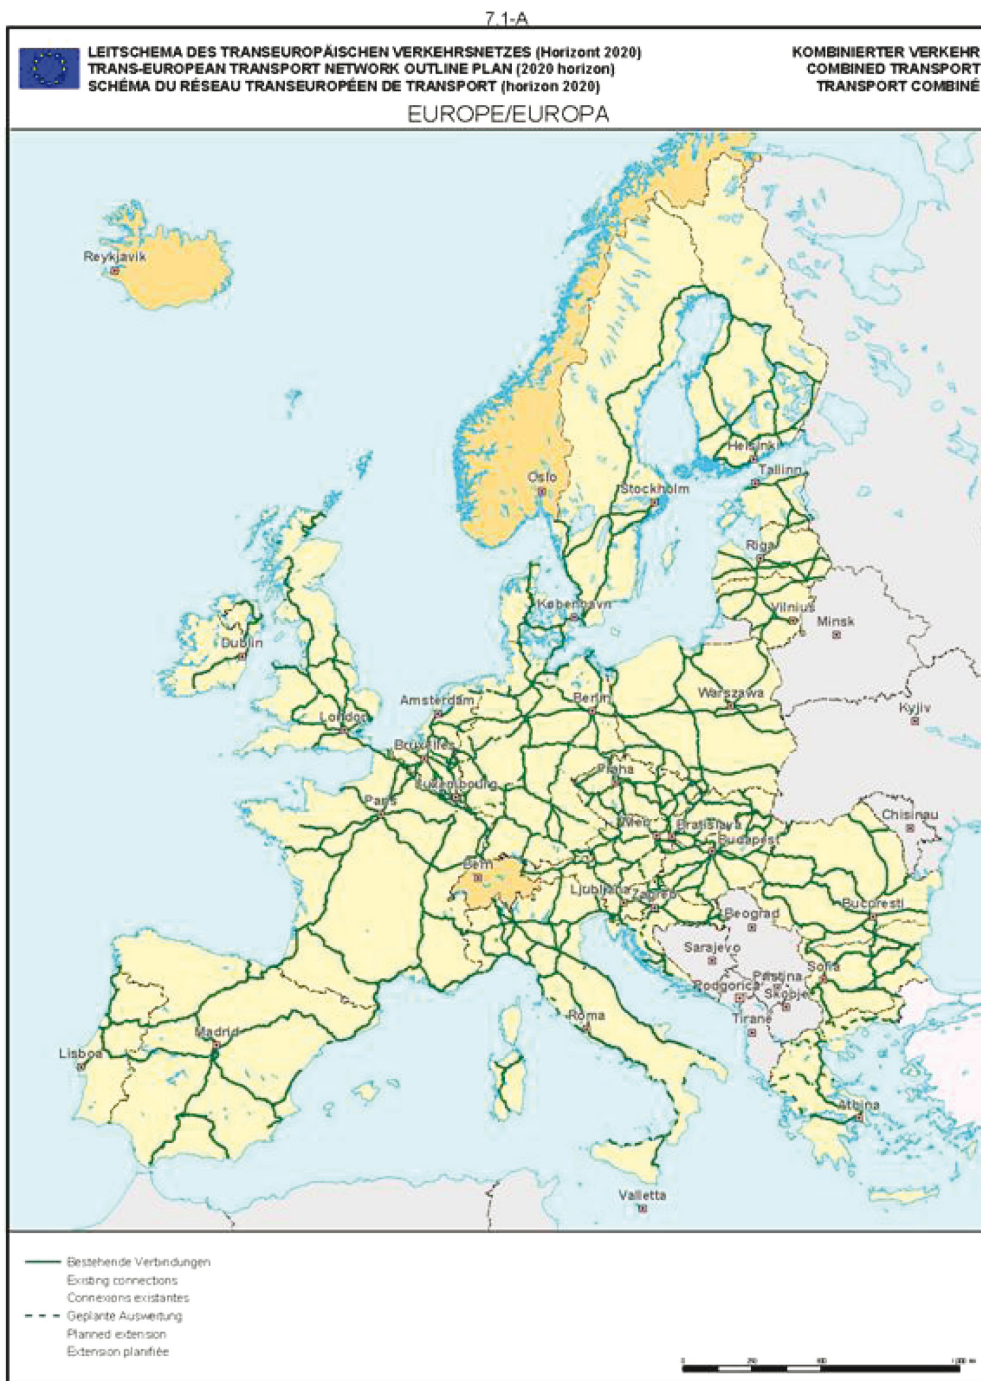 7.1-A
LEITSCHEMA DES TRANSEUROPÄISCHEN VERKEHRSNETZES (Horizont 2020)
TRANS-EUROPEAN TRANSPORT NETWORK OUTLINE PLAN (2020 horizon)
SCHÉMA DU RÉSEAU TRANSEUROPÉEN DE TRANSPORT (horizon 2020)
KOMBINIERTER VERKEHR
COMBINED TRANSPORT
TRANSPORT COMBINÉ
EUROPE/EUROPA
Reykjavik
Helsinki
Tallinn
Oslo
Stockholm
Riga
København
Vilnius
Minsk
Dublin
Amsterdam
Berlin
Warszawa
Kyjiv
London
Bruxelles
Praha
Luxembourg
Paris
Chisinau
Wien
Bratislava
Budapest
Bern
Ljubljana
Zagreb
Bucuresti
Beograd
Sarajevo
Sofia
Pristina
Podgorica
Skopje
Roma
Tirane
Madrid
Lisboa
Athina
Valletta
Bestehende Verbindungen
Existing connections
Connexions existantes
Geplante Ausweitung
Planned extension
Extension planifiée
0
250
500